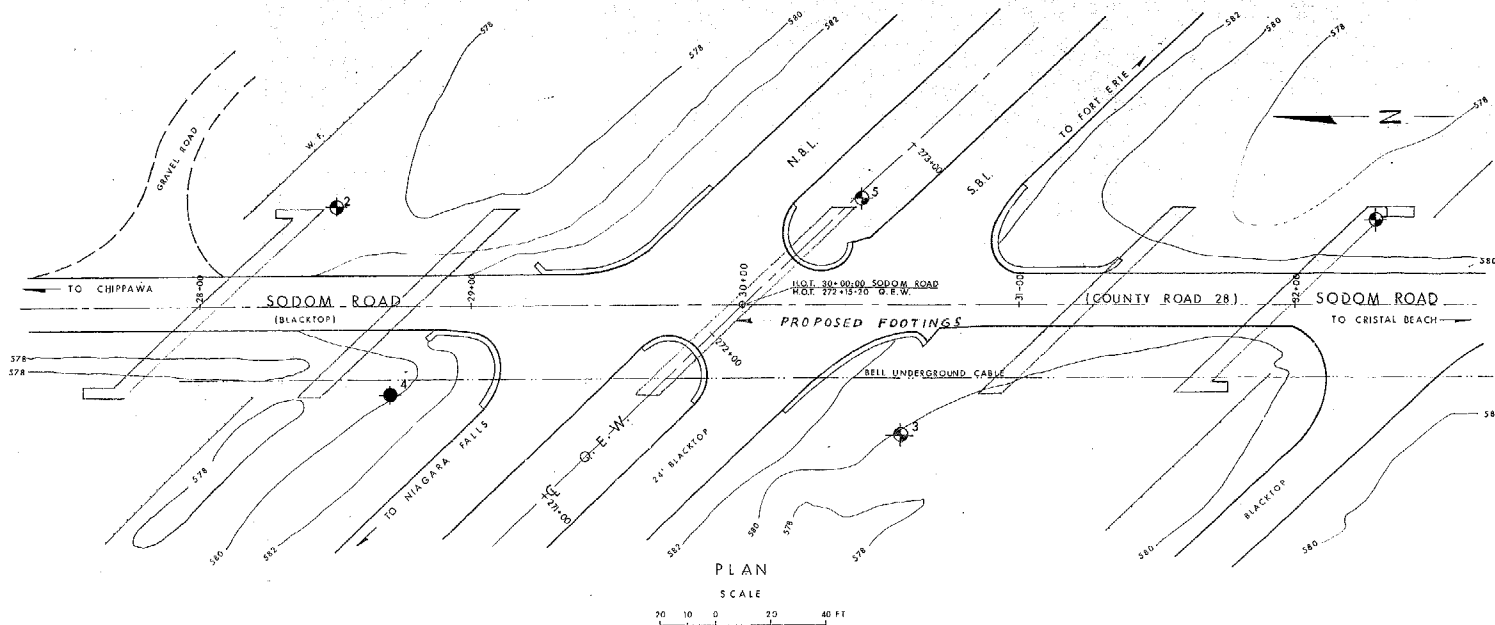 578
580
582
578
582
580
578
578
GRAVEL ROAD
W. F.
N.B.L.
S.B.L.
TO FORT ERIE
N
273+00
2
5
TO CHIPPAWA
28+00
29+00
30+00
31+00
32+00
580
SODOM ROAD
(BLACKTOP)
H.O.T. 30+00.00 SODOM ROAD
H.O.T. 272+15.20 Q.E.W.
(COUNTY ROAD 28)
SODOM ROAD
PROPOSED FOOTINGS
TO CRISTAL BEACH
272+00
578
578
BELL UNDERGROUND CABLE
4
3
578
TO NIAGARA FALLS
Q. E. W.
24' BLACKTOP
271+00
BLACKTOP
580
582
582
580
578
578
580
580
PLAN
SCALE
20 10 0 20 40 FT